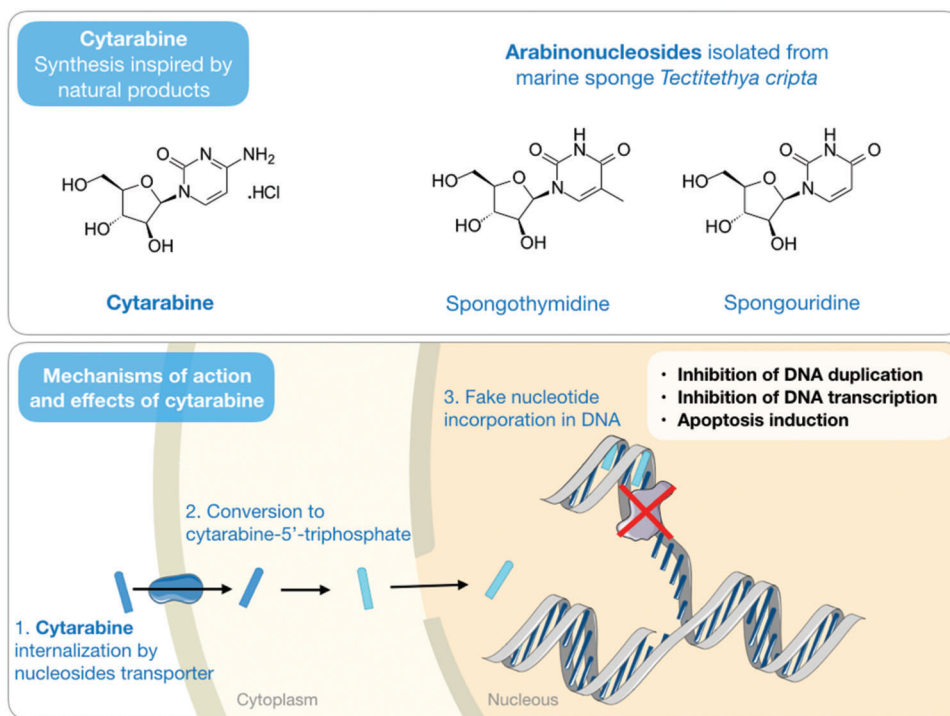 Cytarabine
Synthesis inspired by
natural products
Arabinonucleosides isolated from
marine sponge Tectitethya cripta
O
N
NH2
HO
O
N
.HCl
HO
OH
Cytarabine
H
O
N
O
HO
O
N
HO
OH
Spongothymidine
H
O
N
O
HO
O
N
HO
OH
Spongouridine
Mechanisms of action
and effects of cytarabine
· Inhibition of DNA duplication
· Inhibition of DNA transcription
· Apoptosis induction
3. Fake nucleotide
incorporation in DNA
2. Conversion to
cytarabine-5’-triphosphate
1. Cytarabine
internalization by
nucleosides transporter
Cytoplasm
Nucleous